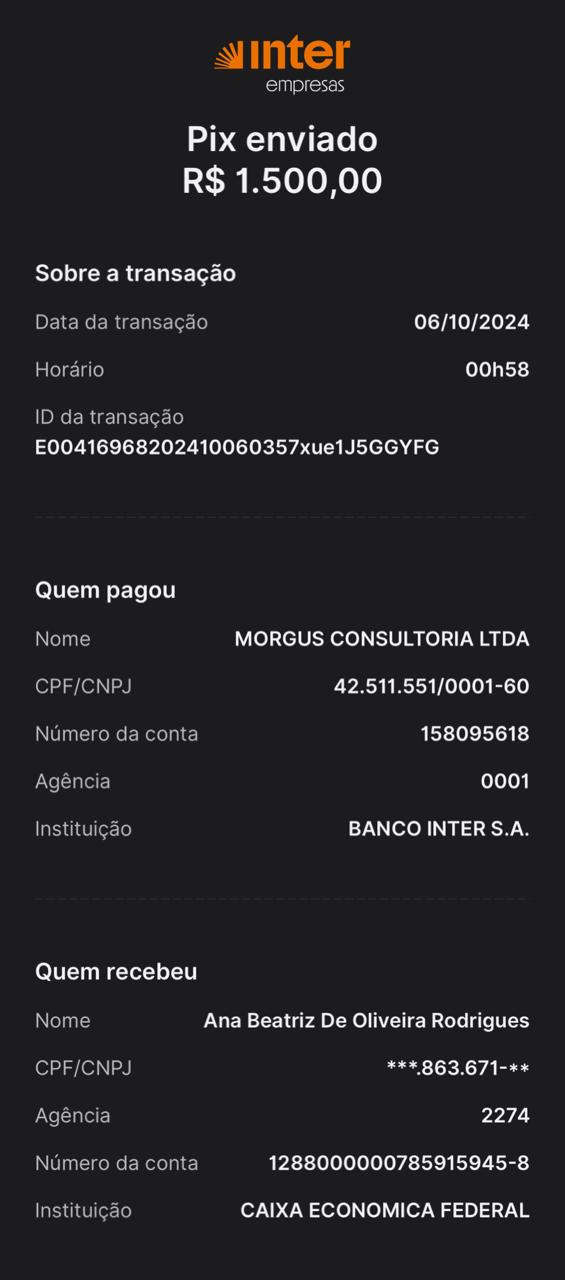 inter
empresas
Pix enviado
R$ 1.500,00
Sobre a transação
Data da transação 06/10/2024
Horário 00h58
ID da transação
E00416968202410060357xue1J5GGYFG
Quem pagou
Nome MORGUS CONSULTORIA LTDA
CPF/CNPJ 42.511.551/0001-60
Número da conta 158095618
Agência 0001
Instituição BANCO INTER S.A.
Quem recebeu
Nome Ana Beatriz De Oliveira Rodrigues
CPF/CNPJ ***.863.671-**
Agência 2274
Número da conta 1288000000785915945-8
Instituição CAIXA ECONOMICA FEDERAL